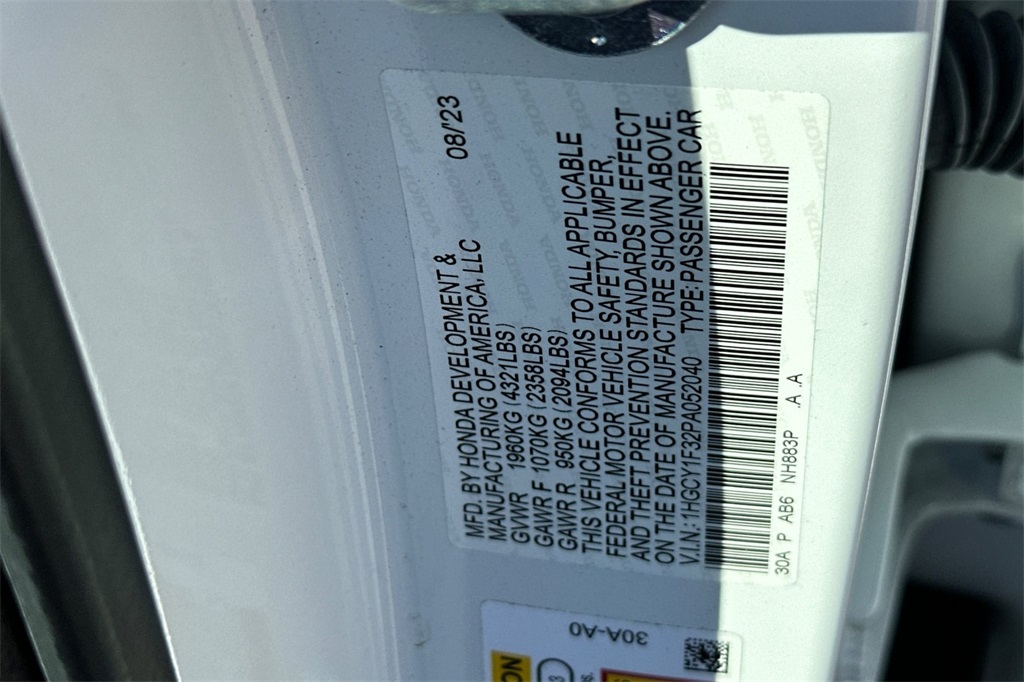 MFD. BY HONDA DEVELOPMENT &
MANUFACTURING OF AMERICA, LLC 08/'23
GVWR 1960KG (4321LBS)
GAWR F 1070KG (2358LBS)
GAWR R 950KG (2094LBS)
THIS VEHICLE CONFORMS TO ALL APPLICABLE
FEDERAL MOTOR VEHICLE SAFETY, BUMPER,
AND THEFT PREVENTION STANDARDS IN EFFECT
ON THE DATE OF MANUFACTURE SHOWN ABOVE.
V.I.N.: 1HGCY1F32PA052040 TYPE: PASSENGER CAR
30A P AB6 NH883P .A .A
30A-A0